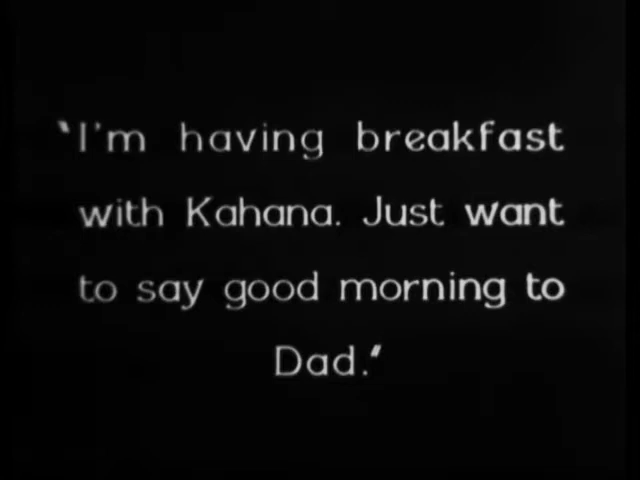 "I'm having breakfast
with Kahana. Just want
to say good morning to
Dad."